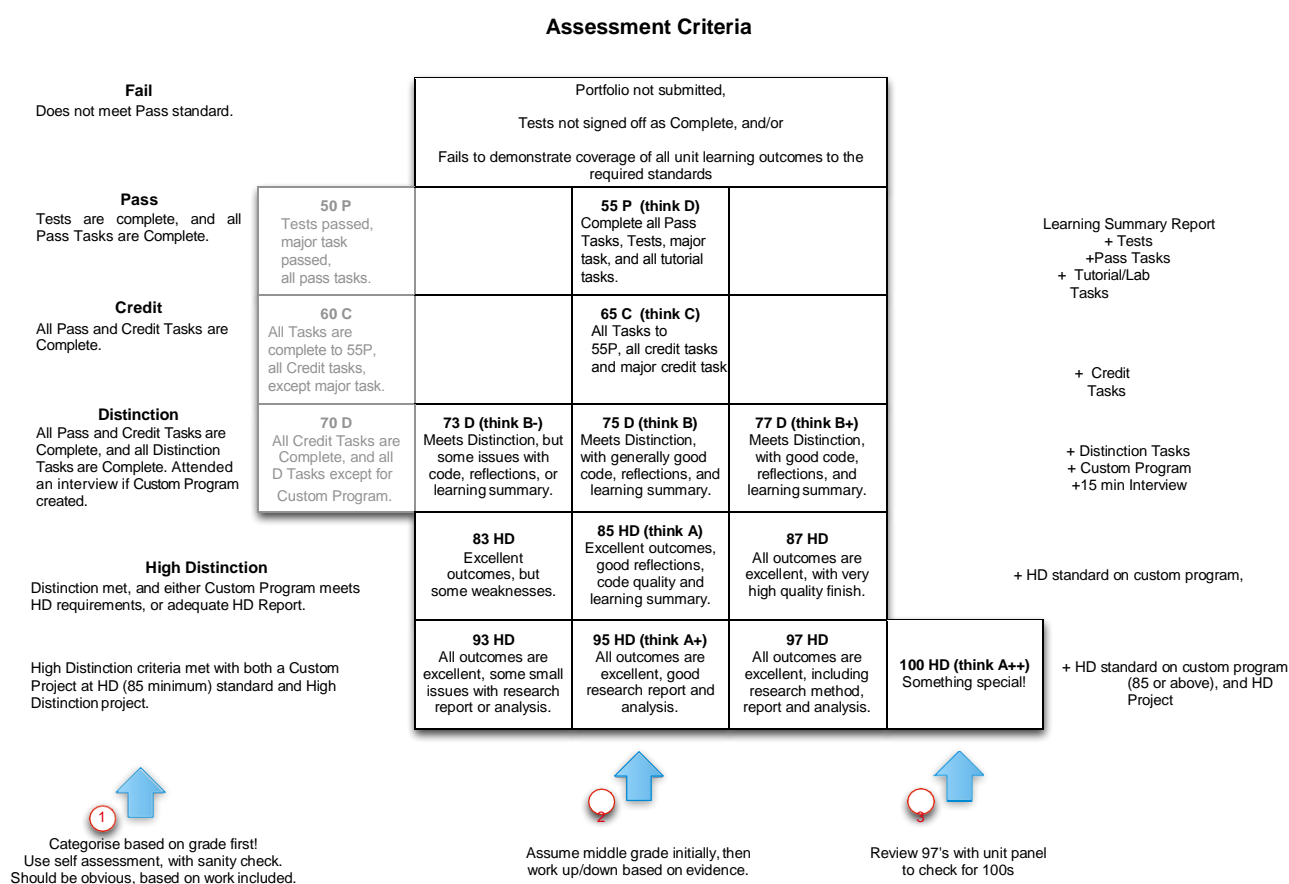 Assessment Criteria
Fail
Does not meet Pass standard.
Portfolio not submitted,
Tests not signed off as Complete, and/or
Fails to demonstrate coverage of all unit learning outcomes to the
required standards
Pass
Tests are complete, and all
Pass Tasks are Complete.
50 P
Tests passed,
major task
passed,
all pass tasks.
55 P (think D)
Complete all Pass
Tasks, Tests, major
task, and all tutorial
tasks.
Learning Summary Report
+ Tests
+Pass Tasks
+ Tutorial/Lab
Tasks
Credit
All Pass and Credit Tasks are
Complete.
60 C
All Tasks are
complete to 55P,
all Credit tasks,
except major task.
65 C (think C)
All Tasks to
55P, all credit tasks
and major credit task
+ Credit
Tasks
Distinction
All Pass and Credit Tasks are
Complete, and all Distinction
Tasks are Complete. Attended
an interview if Custom Program
created.
70 D
All Credit Tasks are
Complete, and all
D Tasks except for
Custom Program.
73 D (think B-)
Meets Distinction, but
some issues with
code, reflections, or
learning summary.
75 D (think B)
Meets Distinction,
with generally good
code, reflections, and
learning summary.
77 D (think B+)
Meets Distinction,
with good code,
reflections, and
learning summary.
+ Distinction Tasks
+ Custom Program
+15 min Interview
High Distinction
Distinction met, and either Custom Program meets
HD requirements, or adequate HD Report.
83 HD
Excellent
outcomes, but
some weaknesses.
85 HD (think A)
Excellent outcomes,
good reflections,
code quality and
learning summary.
87 HD
All outcomes are
excellent, with very
high quality finish.
+ HD standard on custom program,
High Distinction criteria met with both a Custom
Project at HD (85 minimum) standard and High
Distinction project.
93 HD
All outcomes are
excellent, some small
issues with research
report or analysis.
95 HD (think A+)
All outcomes are
excellent, good
research report and
analysis.
97 HD
All outcomes are
excellent, including
research method,
report and analysis.
100 HD (think A++)
Something special!
+ HD standard on custom program
(85 or above), and HD
Project
1
Categorise based on grade first!
Use self assessment, with sanity check.
Should be obvious, based on work included.
2
Assume middle grade initially, then
work up/down based on evidence.
3
Review 97's with unit panel
to check for 100s